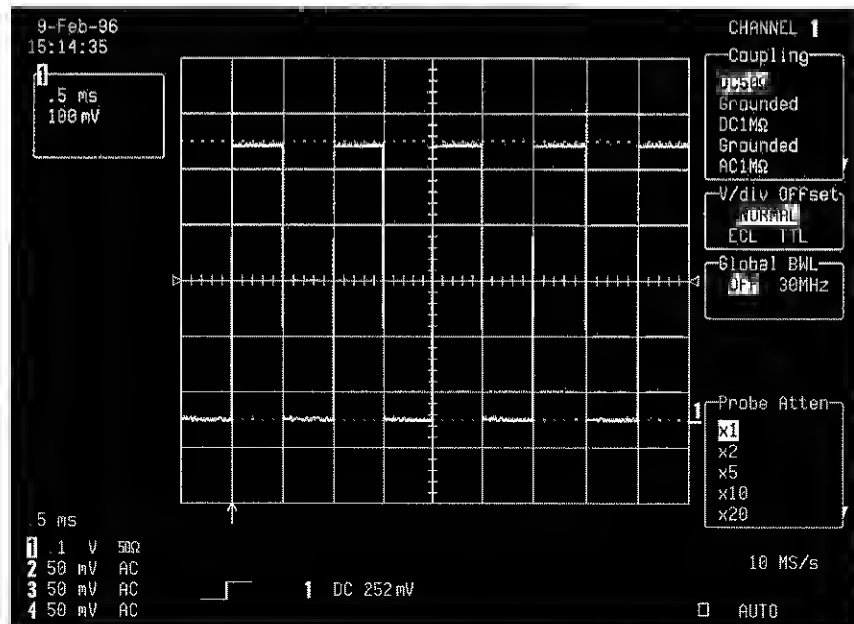 9-Feb-96
15:14:35
1
.5 ms
100mV
CHANNEL 1
Coupling
DC50Ω
Grounded
DC1MΩ
Grounded
AC1MΩ
V/div Offset
NORMAL
ECL TTL
Global BWL
OFF 30MHz
1
Probe Atten
x1
x2
x5
x10
x20
.5 ms
1 .1 V 50Ω
2 50 mV AC
3 50 mV AC
4 50 mV AC
1 DC 252mV
10 MS/s
AUTO